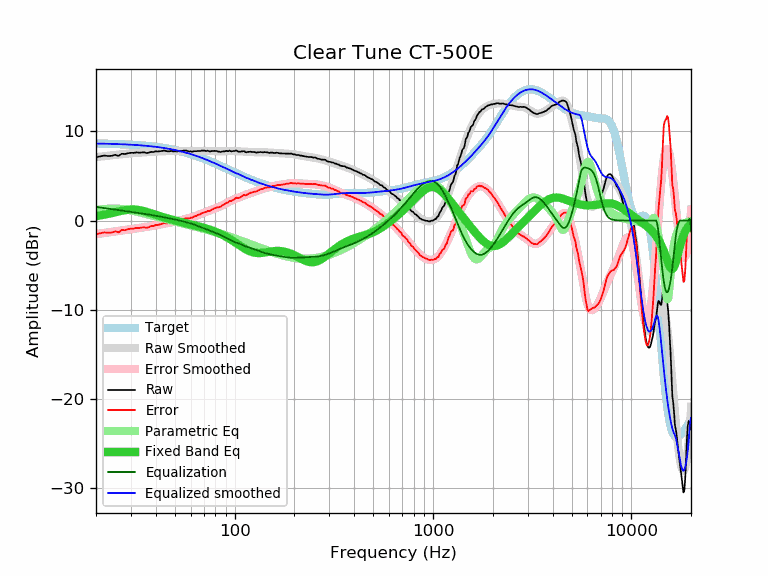 Clear Tune CT-500E
Amplitude (dBr)
10
0
−10
−20
−30
Target
Raw Smoothed
Error Smoothed
Raw
Error
Parametric Eq
Fixed Band Eq
Equalization
Equalized smoothed
100
1000
10000
Frequency (Hz)